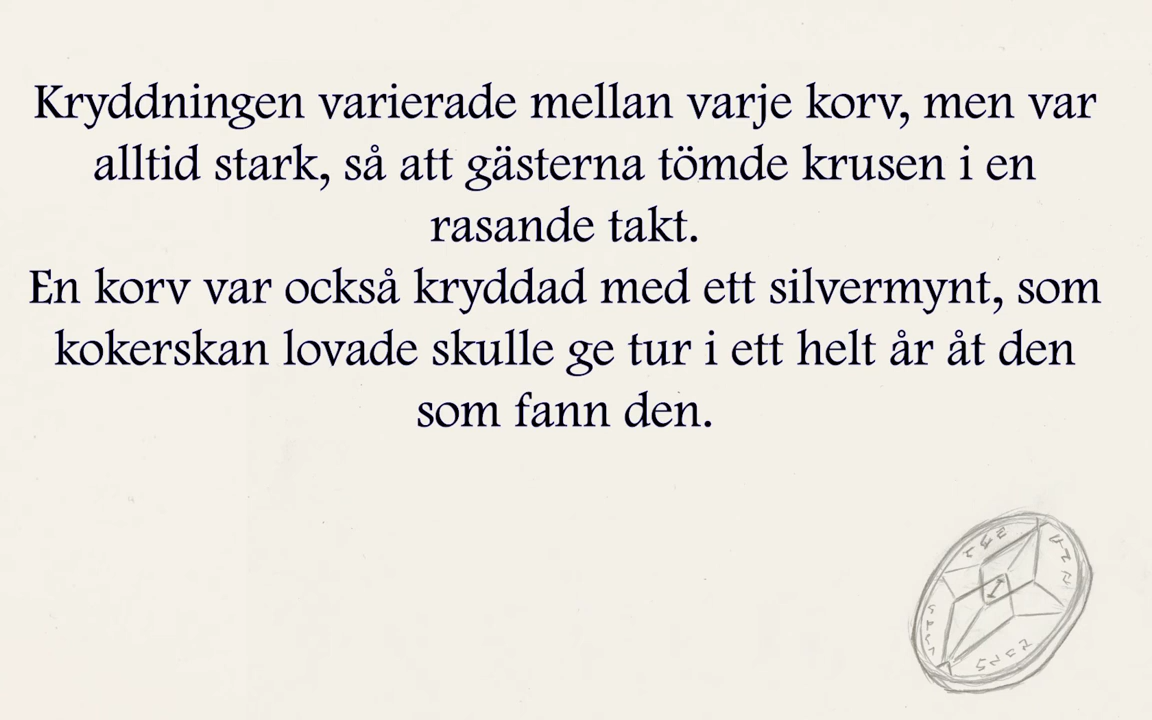 Kryddningen varierade mellan varje korv, men var
alltid stark, så att gästerna tömde krusen i en
rasande takt.
En korv var också kryddad med ett silvermynt, som
kokerskan lovade skulle ge tur i ett helt år åt den
som fann den.